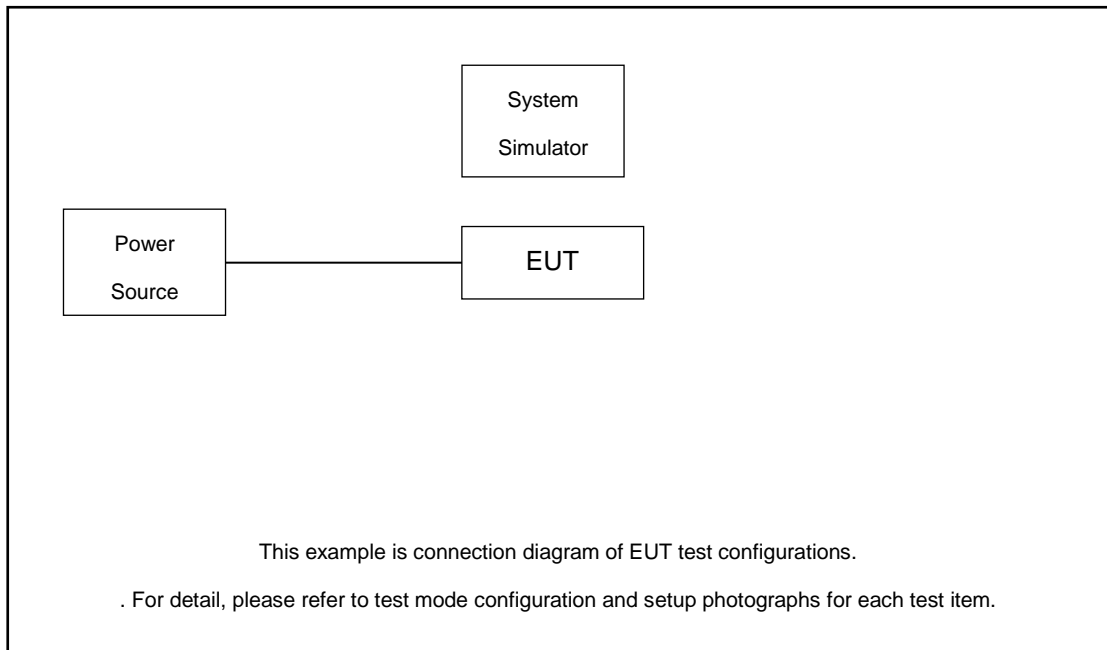 System
Simulator
Power
Source
EUT
This example is connection diagram of EUT test configurations.
. For detail, please refer to test mode configuration and setup photographs for each test item.